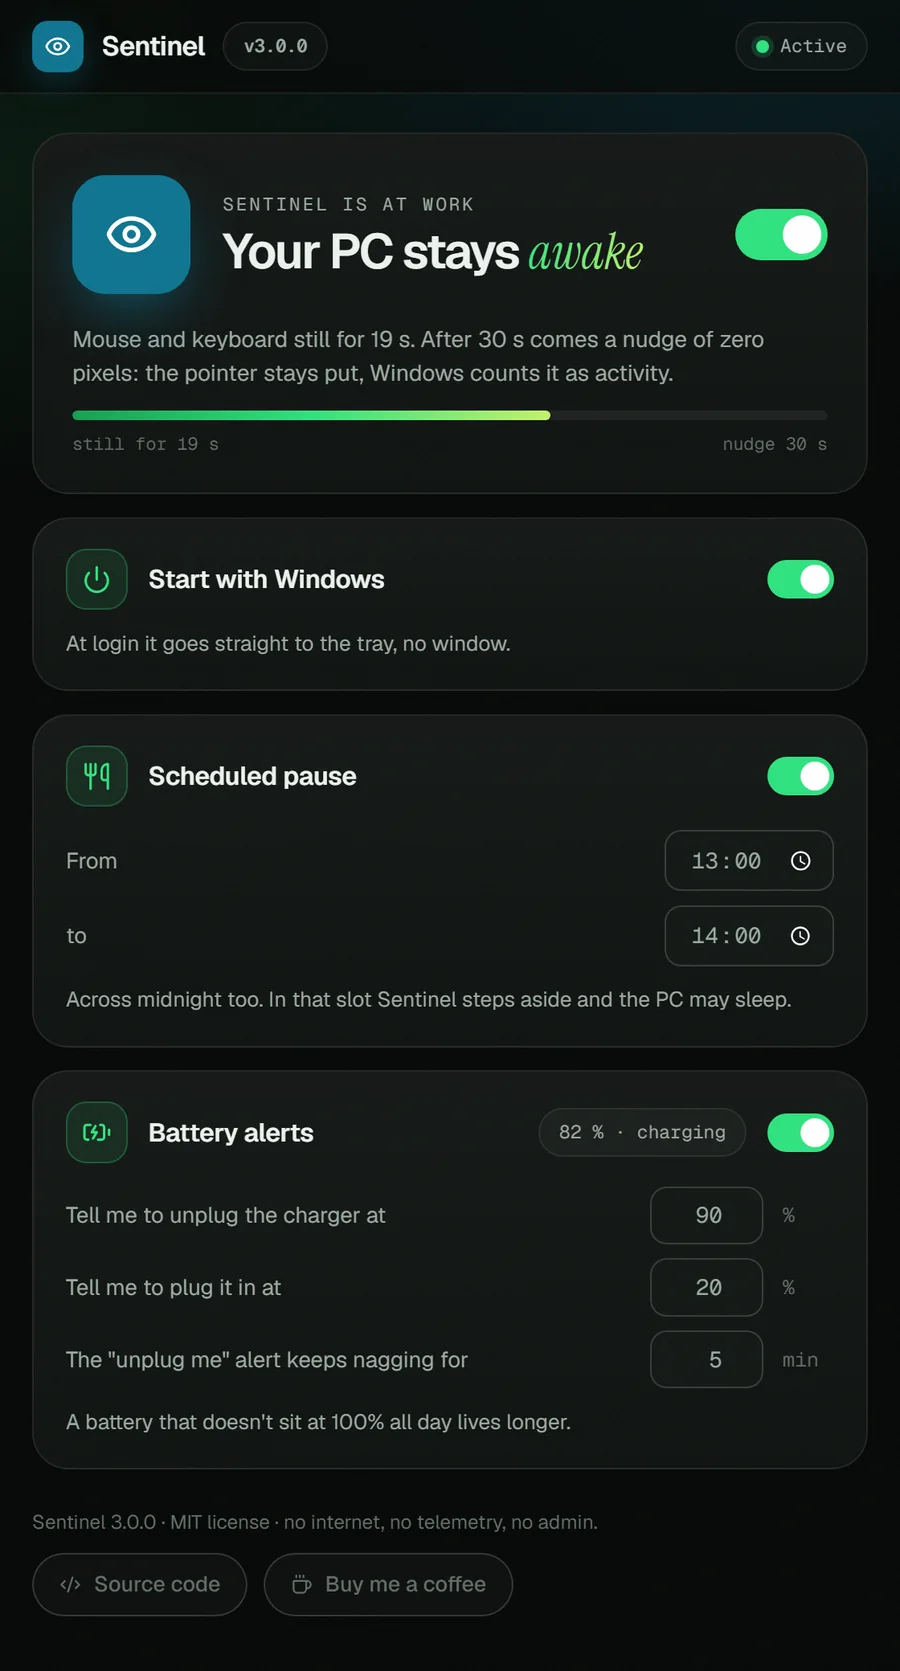 Sentinel
v3.0.0
Active
SENTINEL IS AT WORK
Your PC stays awake
Mouse and keyboard still for 19 s. After 30 s comes a nudge of zero
pixels: the pointer stays put, Windows counts it as activity.
still for 19 s
nudge 30 s
Start with Windows
At login it goes straight to the tray, no window.
Scheduled pause
From
13:00
to
14:00
Across midnight too. In that slot Sentinel steps aside and the PC may sleep.
Battery alerts
82 % · charging
Tell me to unplug the charger at
90 %
Tell me to plug it in at
20 %
The "unplug me" alert keeps nagging for
5 min
A battery that doesn't sit at 100% all day lives longer.
Sentinel 3.0.0 · MIT license · no internet, no telemetry, no admin.
Source code
Buy me a coffee